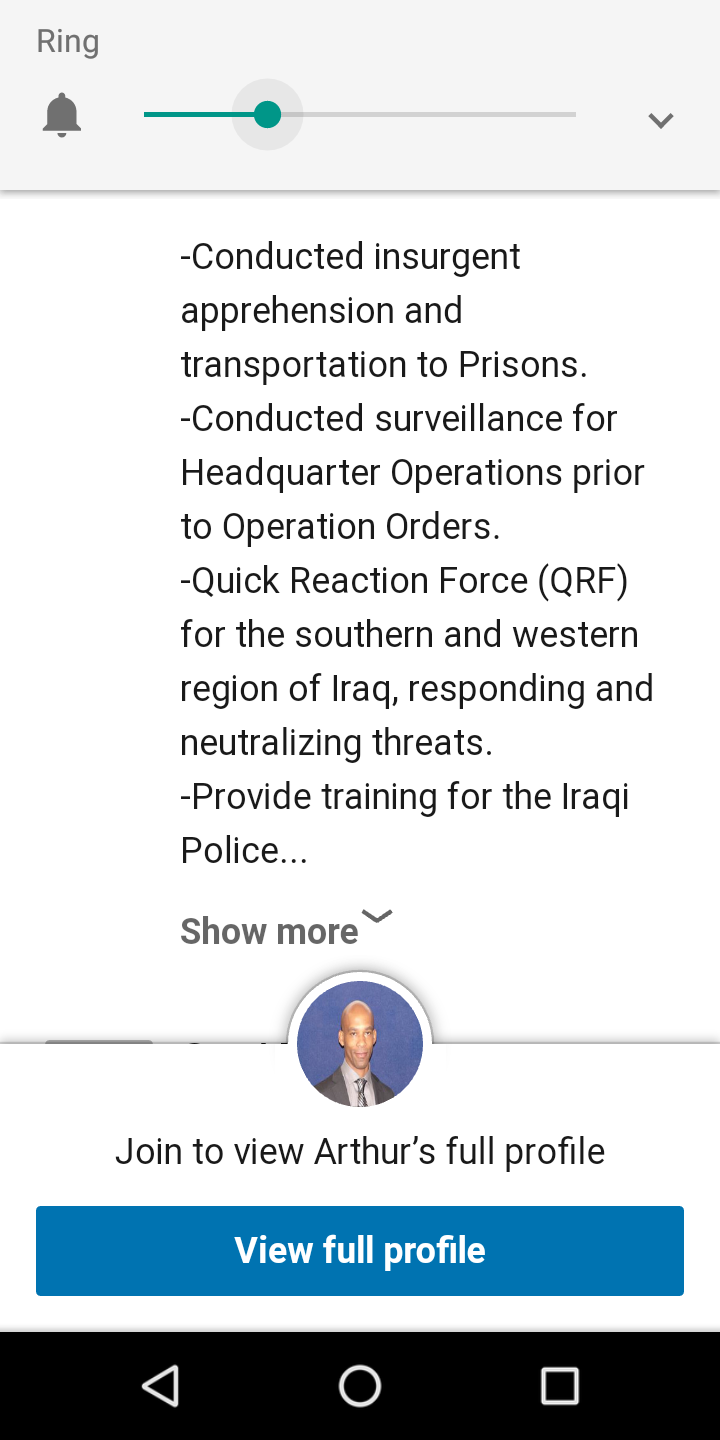 Ring
-Conducted insurgent
apprehension and
transportation to Prisons.
-Conducted surveillance for
Headquarter Operations prior
to Operation Orders.
-Quick Reaction Force (QRF)
for the southern and western
region of Iraq, responding and
neutralizing threats.
-Provide training for the Iraqi
Police...
Show more
Join to view Arthur’s full profile
View full profile